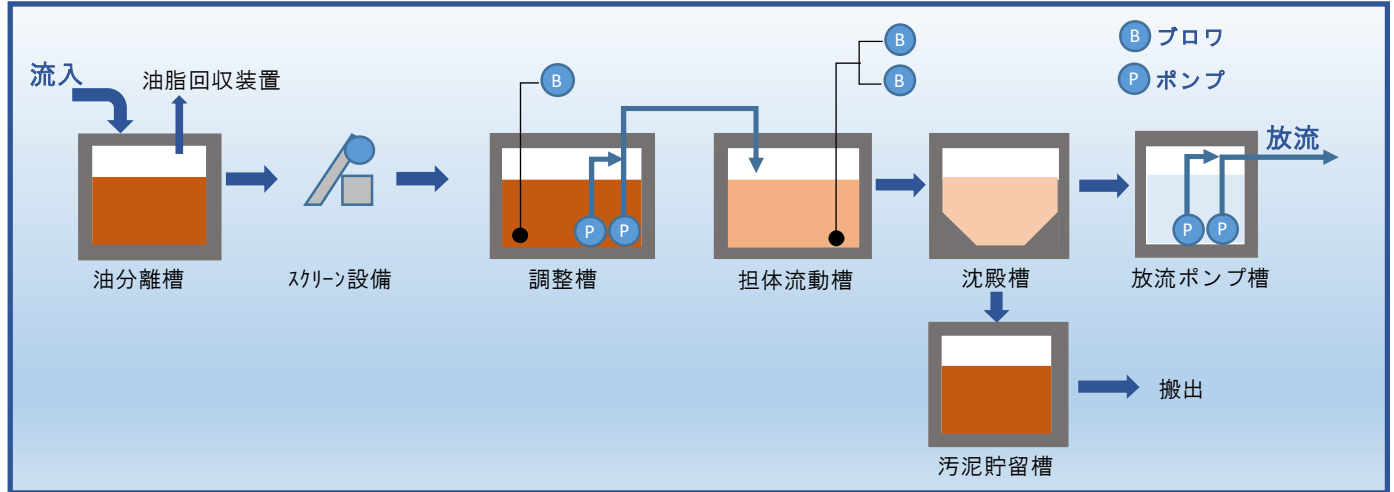 流入
油脂回収装置
B
B
B
B ブロワ
P ポンプ
放流
P
P
P
P
油分離槽
ｽｸﾘｰﾝ設備
調整槽
担体流動槽
沈殿槽
放流ポンプ槽
搬出
汚泥貯留槽